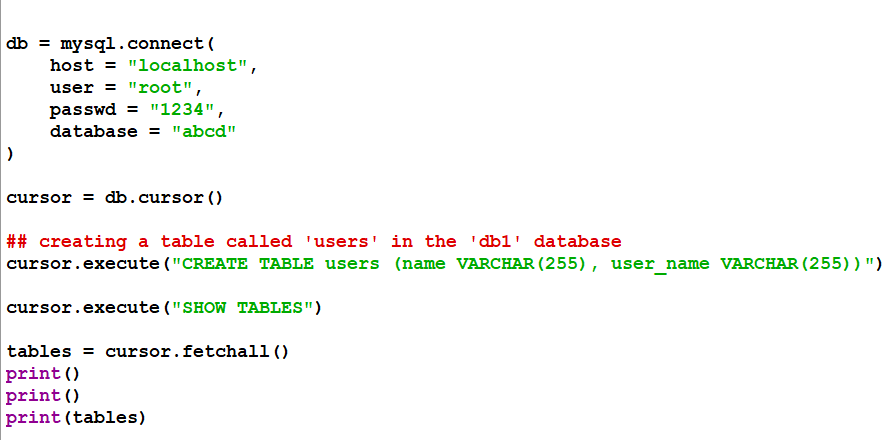 db = mysql.connect(
    host = "localhost",
    user = "root",
    passwd = "1234",
    database = "abcd"
)
cursor = db.cursor()
## creating a table called 'users' in the 'db1' database
cursor.execute("CREATE TABLE users (name VARCHAR(255), user_name VARCHAR(255))")
cursor.execute("SHOW TABLES")
tables = cursor.fetchall()
print()
print()
print(tables)